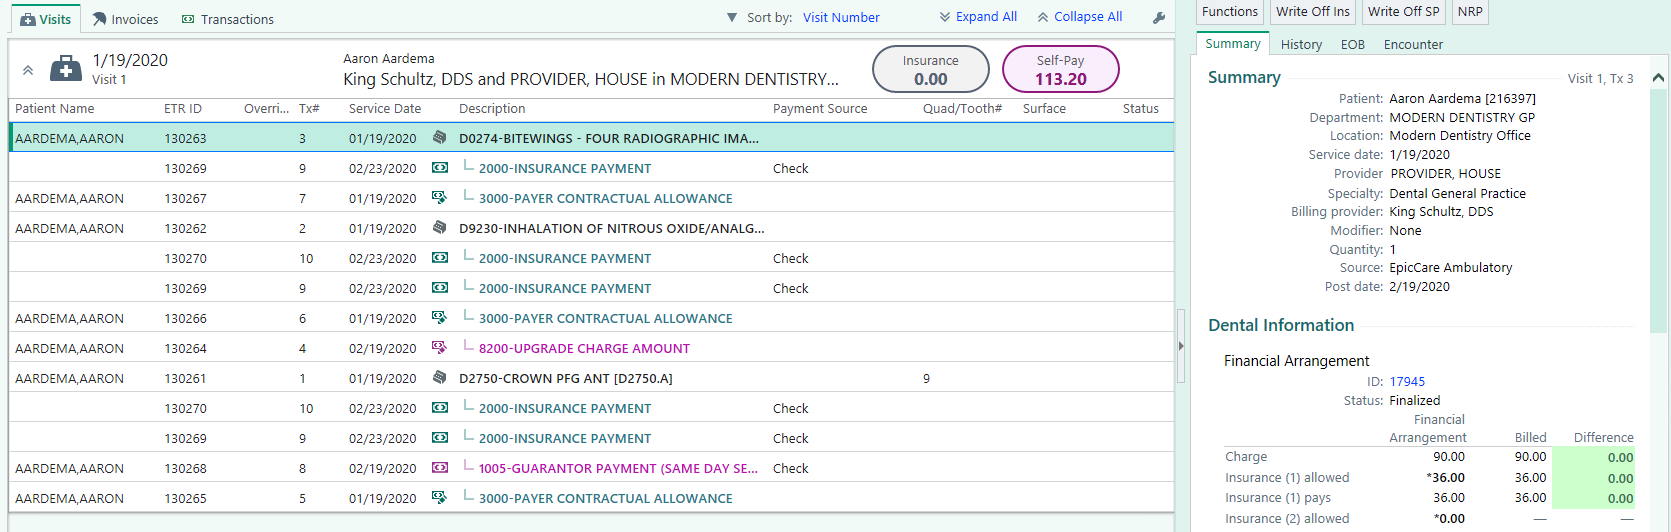 Visits Invoices Transactions Sort by: Visit Number Expand All Collapse All
1/19/2020
Visit 1
Aaron Aardema
King Schultz, DDS and PROVIDER, HOUSE in MODERN DENTISTRY...
Insurance
0.00
Self-Pay
113.20
Patient Name ETR ID Overri... Tx# Service Date Description Payment Source Quad/Tooth# Surface Status
AARDEMA,AARON 130263 3 01/19/2020 D0274-BITEWINGS - FOUR RADIOGRAPHIC IMA...
130269 9 02/23/2020 2000-INSURANCE PAYMENT Check
AARDEMA,AARON 130267 7 01/19/2020 3000-PAYER CONTRACTUAL ALLOWANCE
AARDEMA,AARON 130262 2 01/19/2020 D9230-INHALATION OF NITROUS OXIDE/ANALG...
130270 10 02/23/2020 2000-INSURANCE PAYMENT Check
130269 9 02/23/2020 2000-INSURANCE PAYMENT Check
AARDEMA,AARON 130266 6 01/19/2020 3000-PAYER CONTRACTUAL ALLOWANCE
AARDEMA,AARON 130264 4 02/19/2020 8200-UPGRADE CHARGE AMOUNT
AARDEMA,AARON 130261 1 01/19/2020 D2750-CROWN PFG ANT [D2750.A] 9
130270 10 02/23/2020 2000-INSURANCE PAYMENT Check
130269 9 02/23/2020 2000-INSURANCE PAYMENT Check
AARDEMA,AARON 130268 8 02/19/2020 1005-GUARANTOR PAYMENT (SAME DAY SE... Check
AARDEMA,AARON 130265 5 01/19/2020 3000-PAYER CONTRACTUAL ALLOWANCE
Functions Write Off Ins Write Off SP NRP
Summary History EOB Encounter
Summary Visit 1, Tx 3
Patient: Aaron Aardema [216397]
Department: MODERN DENTISTRY GP
Location: Modern Dentistry Office
Service date: 1/19/2020
Provider PROVIDER, HOUSE
Specialty: Dental General Practice
Billing provider: King Schultz, DDS
Modifier: None
Quantity: 1
Source: EpicCare Ambulatory
Post date: 2/19/2020
Dental Information
Financial Arrangement
ID: 17945
Status: Finalized
Financial
Arrangement Billed Difference
Charge 90.00 90.00 0.00
Insurance (1) allowed *36.00 36.00 0.00
Insurance (1) pays 36.00 36.00 0.00
Insurance (2) allowed *0.00 — —